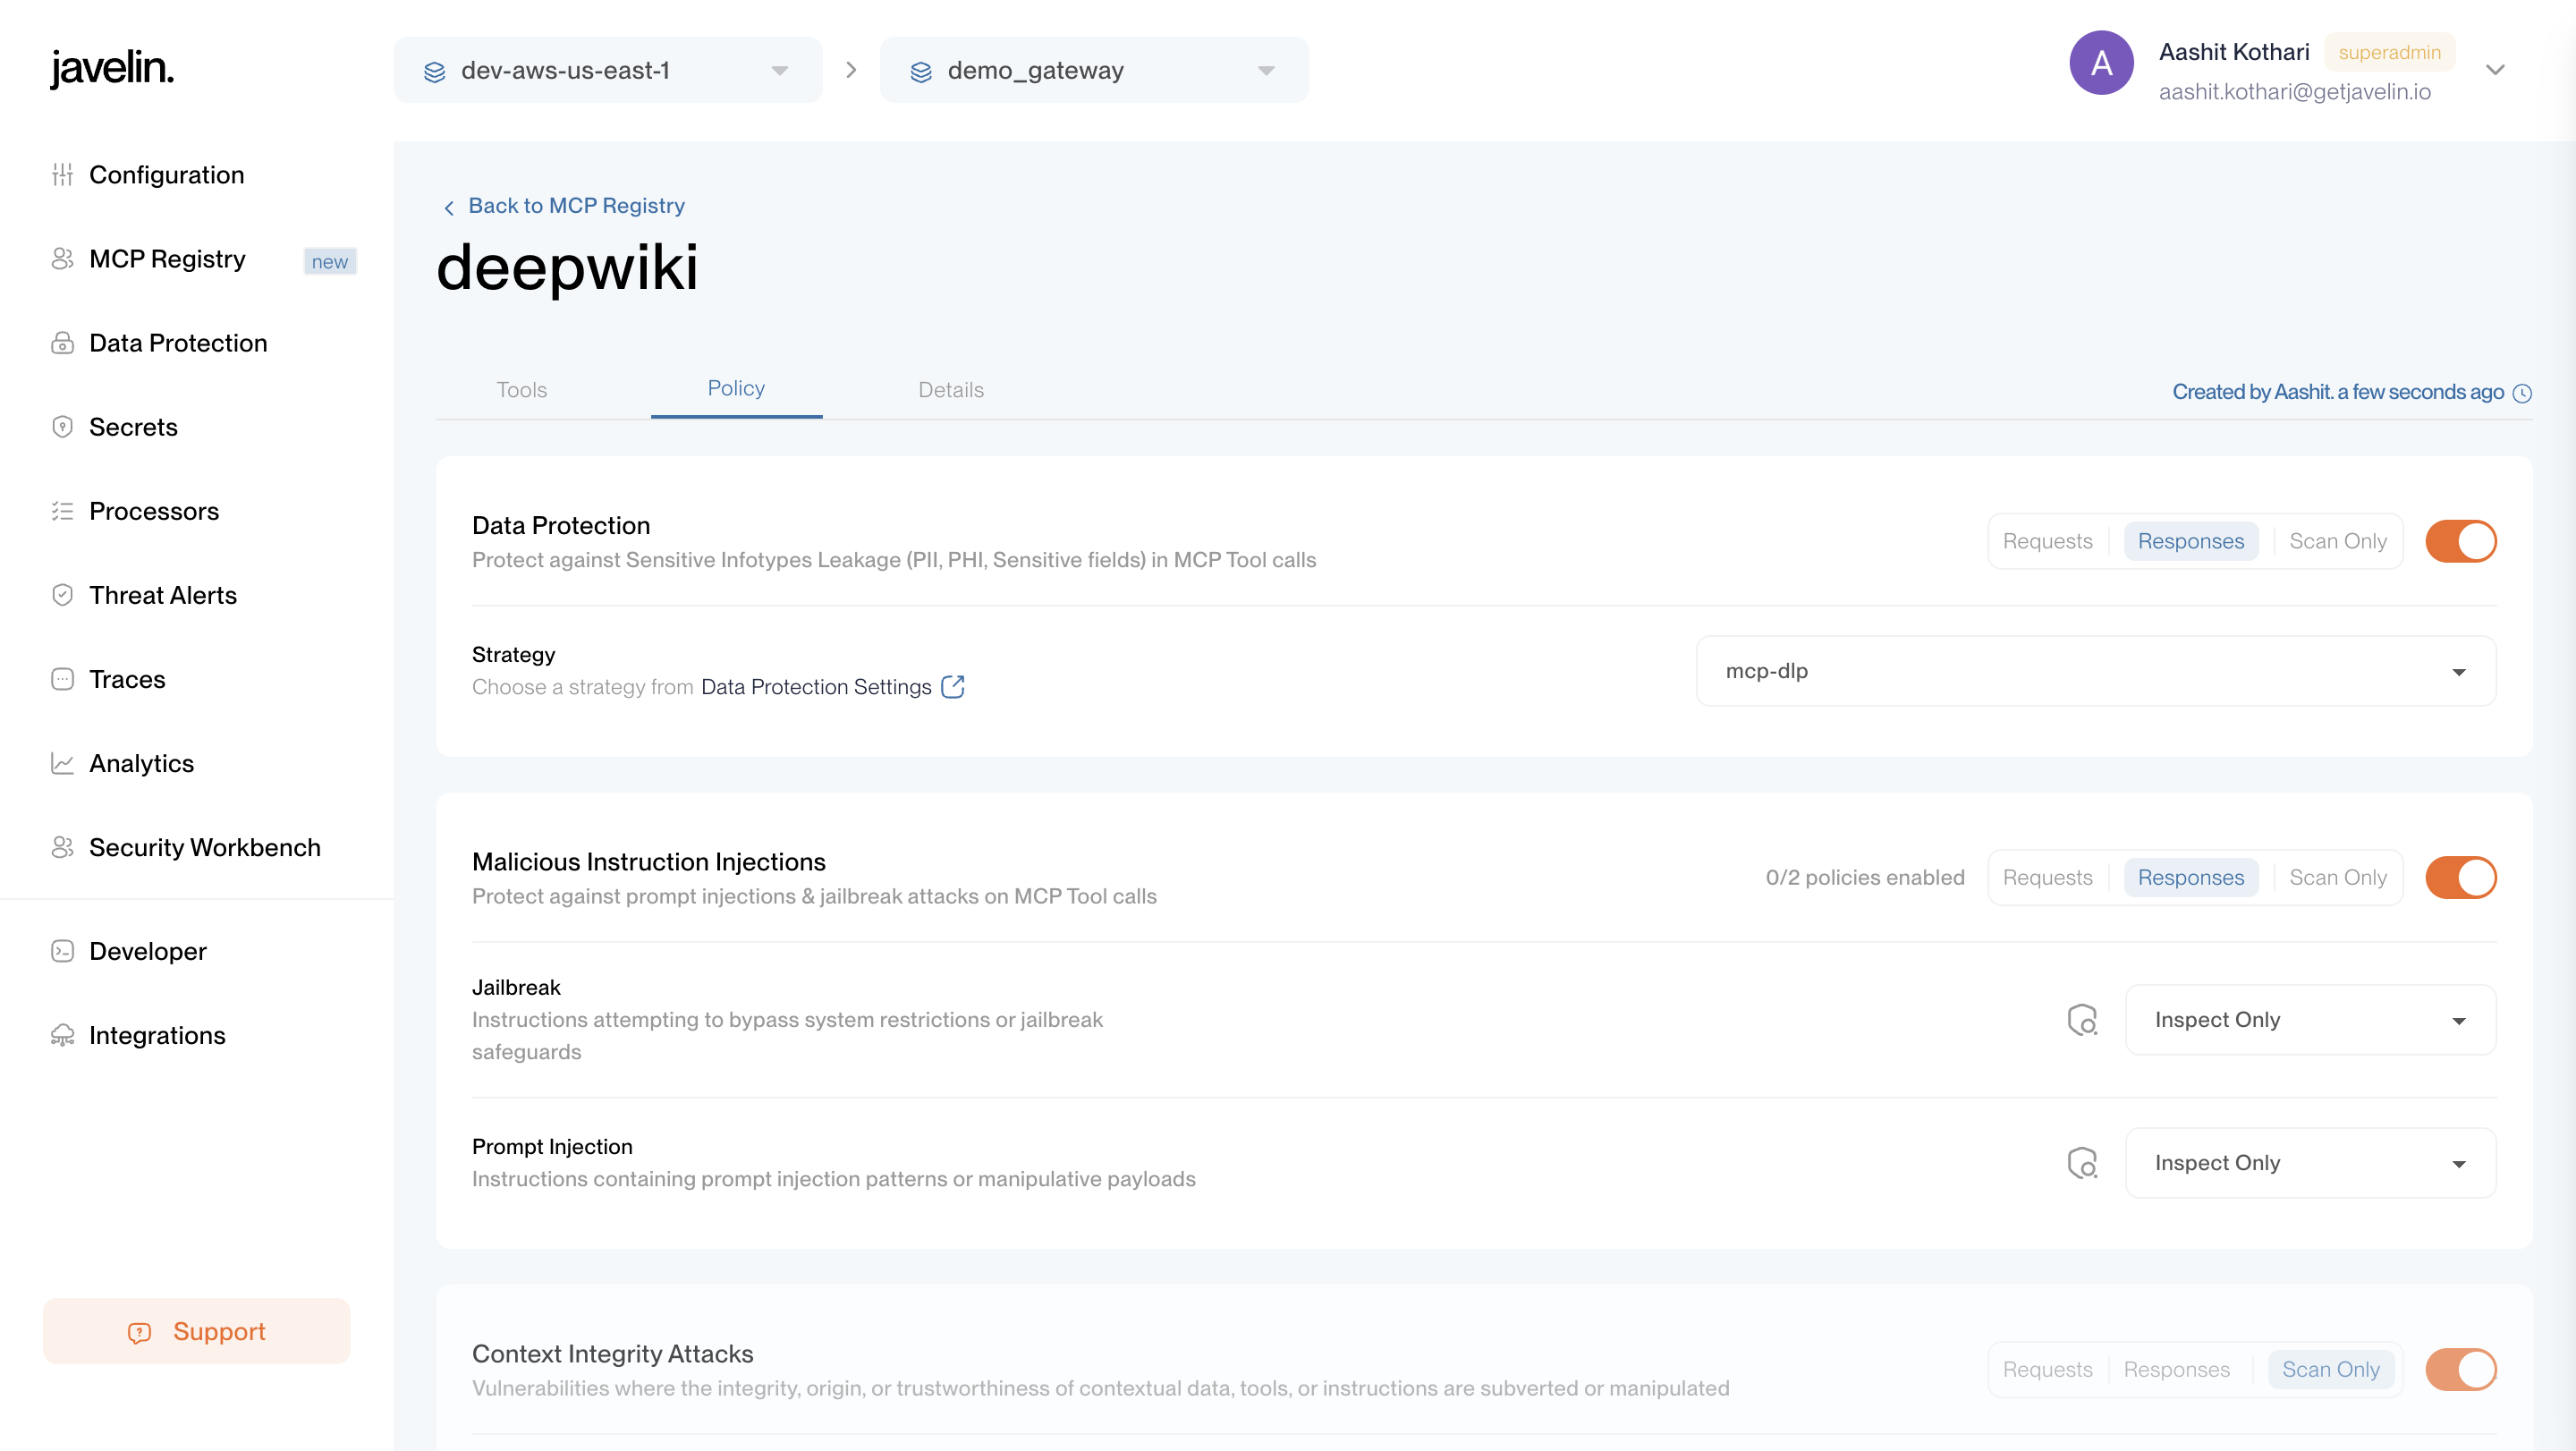 javelin.
dev-aws-us-east-1
demo_gateway
A
Aashit Kothari
superadmin
aashit.kothari@getjavelin.io
Configuration
MCP Registry
new
Data Protection
Secrets
Processors
Threat Alerts
Traces
Analytics
Security Workbench
Developer
Integrations
Support
Back to MCP Registry
deepwiki
Tools
Policy
Details
Created by Aashit. a few seconds ago
Data Protection
Protect against Sensitive Infotypes Leakage (PII, PHI, Sensitive fields) in MCP Tool calls
Requests
Responses
Scan Only
Strategy
Choose a strategy from Data Protection Settings
mcp-dlp
Malicious Instruction Injections
Protect against prompt injections & jailbreak attacks on MCP Tool calls
0/2 policies enabled
Requests
Responses
Scan Only
Jailbreak
Instructions attempting to bypass system restrictions or jailbreak
safeguards
Inspect Only
Prompt Injection
Instructions containing prompt injection patterns or manipulative payloads
Inspect Only
Context Integrity Attacks
Vulnerabilities where the integrity, origin, or trustworthiness of contextual data, tools, or instructions are subverted or manipulated
Requests
Responses
Scan Only